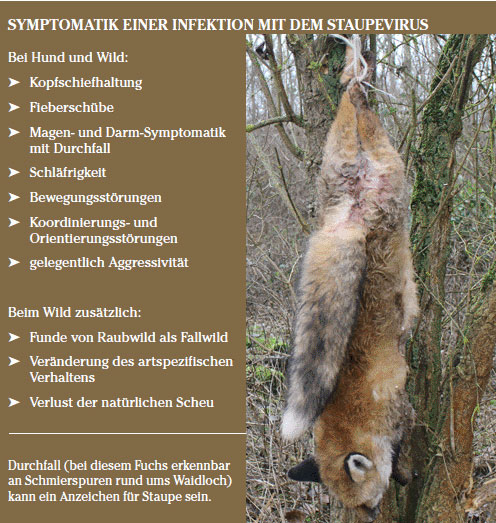 SYMPTOMATIK EINER INFEKTION MIT DEM STAUPEVIRUS
Bei Hund und Wild:
➤ Kopfschiefhaltung
➤ Fieberschübe
➤ Magen- und Darm-Symptomatik
mit Durchfall
➤ Schläfrigkeit
➤ Bewegungsstörungen
➤ Koordinierungs- und
Orientierungsstörungen
➤ gelegentlich Aggressivität
Beim Wild zusätzlich:
➤ Funde von Raubwild als Fallwild
➤ Veränderung des artspezifischen
Verhaltens
➤ Verlust der natürlichen Scheu
Durchfall (bei diesem Fuchs erkennbar
an Schmierspuren rund ums Waidloch)
kann ein Anzeichen für Staupe sein.